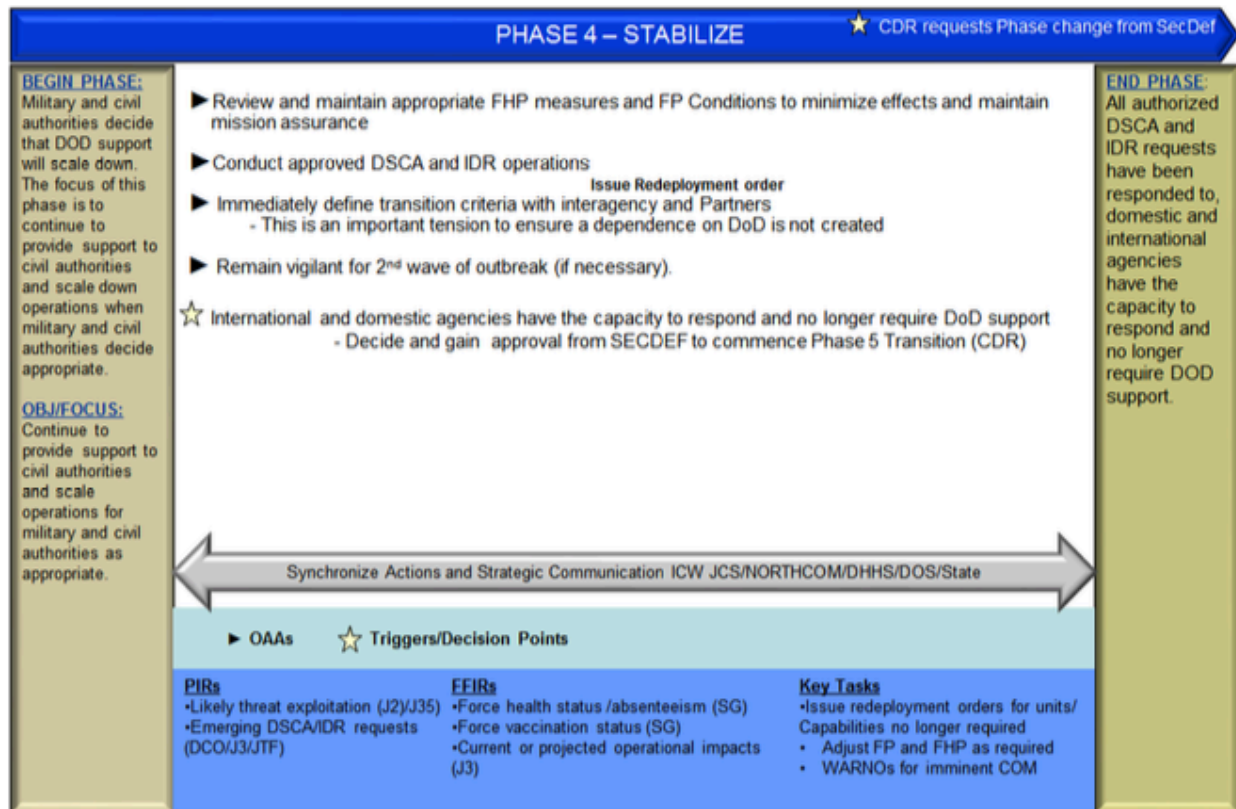 PHASE 4 – STABILIZE
CDR requests Phase change from SecDef
BEGIN PHASE:
Military and civil
authorities decide
that DOD support
will scale down.
The focus of this
phase is to
continue to
provide support to
civil authorities
and scale down
operations when
military and civil
authorities decide
appropriate.
OBJ/FOCUS:
Continue to
provide support to
civil authorities
and scale
operations for
military and civil
authorities as
appropriate.
► Review and maintain appropriate FHP measures and FP Conditions to minimize effects and maintain
mission assurance
► Conduct approved DSCA and IDR operations
Issue Redeployment order
► Immediately define transition criteria with interagency and Partners
- This is an important tension to ensure a dependence on DoD is not created
► Remain vigilant for 2nd wave of outbreak (if necessary).
International and domestic agencies have the capacity to respond and no longer require DoD support
- Decide and gain approval from SECDEF to commence Phase 5 Transition (CDR)
Synchronize Actions and Strategic Communication ICW JCS/NORTHCOM/DHHS/DOS/State
► OAAs
Triggers/Decision Points
PIRs
•Likely threat exploitation (J2)/J35)
•Emerging DSCA/IDR requests
(DCO/J3/JTF)
FFIRs
•Force health status /absenteeism (SG)
•Force vaccination status (SG)
•Current or projected operational impacts
(J3)
Key Tasks
•Issue redeployment orders for units/
Capabilities no longer required
• Adjust FP and FHP as required
• WARNOs for imminent COM
END PHASE:
All authorized
DSCA and
IDR requests
have been
responded to,
domestic and
international
agencies
have the
capacity to
respond and
no longer
require DOD
support.